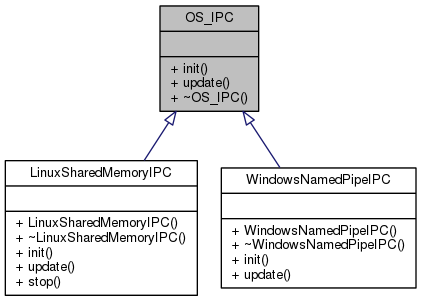 OS_IPC
+ init()
+ update()
+ ~OS_IPC()
LinuxSharedMemoryIPC
+ LinuxSharedMemoryIPC()
+ ~LinuxSharedMemoryIPC()
+ init()
+ update()
+ stop()
WindowsNamedPipeIPC
+ WindowsNamedPipeIPC()
+ ~WindowsNamedPipeIPC()
+ init()
+ update()